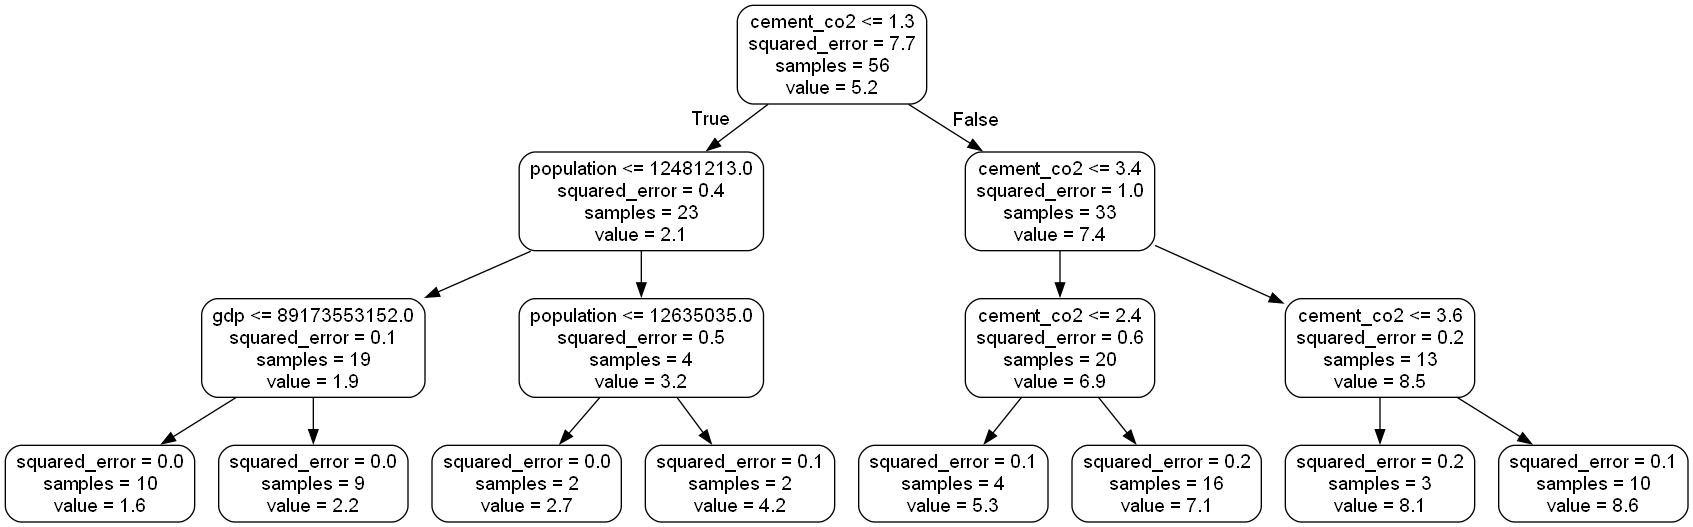 cement_co2 <= 1.3
squared_error = 7.7
samples = 56
value = 5.2
True
False
population <= 12481213.0
squared_error = 0.4
samples = 23
value = 2.1
cement_co2 <= 3.4
squared_error = 1.0
samples = 33
value = 7.4
gdp <= 89173553152.0
squared_error = 0.1
samples = 19
value = 1.9
population <= 12635035.0
squared_error = 0.5
samples = 4
value = 3.2
cement_co2 <= 2.4
squared_error = 0.6
samples = 20
value = 6.9
cement_co2 <= 3.6
squared_error = 0.2
samples = 13
value = 8.5
squared_error = 0.0
samples = 10
value = 1.6
squared_error = 0.0
samples = 9
value = 2.2
squared_error = 0.0
samples = 2
value = 2.7
squared_error = 0.1
samples = 2
value = 4.2
squared_error = 0.1
samples = 4
value = 5.3
squared_error = 0.2
samples = 16
value = 7.1
squared_error = 0.2
samples = 3
value = 8.1
squared_error = 0.1
samples = 10
value = 8.6